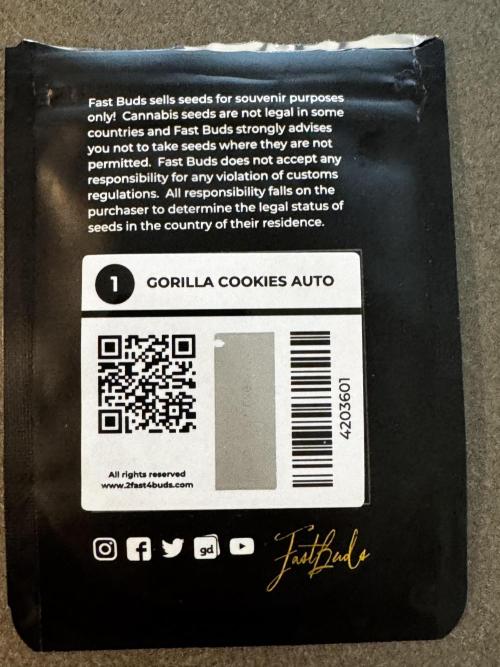 Fast Buds sells seeds for souvenir purposes
only!  Cannabis seeds are not legal in some
countries and Fast Buds strongly advises
you not to take seeds where they are not
permitted.  Fast Buds does not accept any
responsibility for any violation of customs
regulations.  All responsibility falls on the
purchaser to determine the legal status of
seeds in the country of their residence.
1 GORILLA COOKIES AUTO
4203601
All rights reserved
www.2fast4buds.com
gd
FastBuds